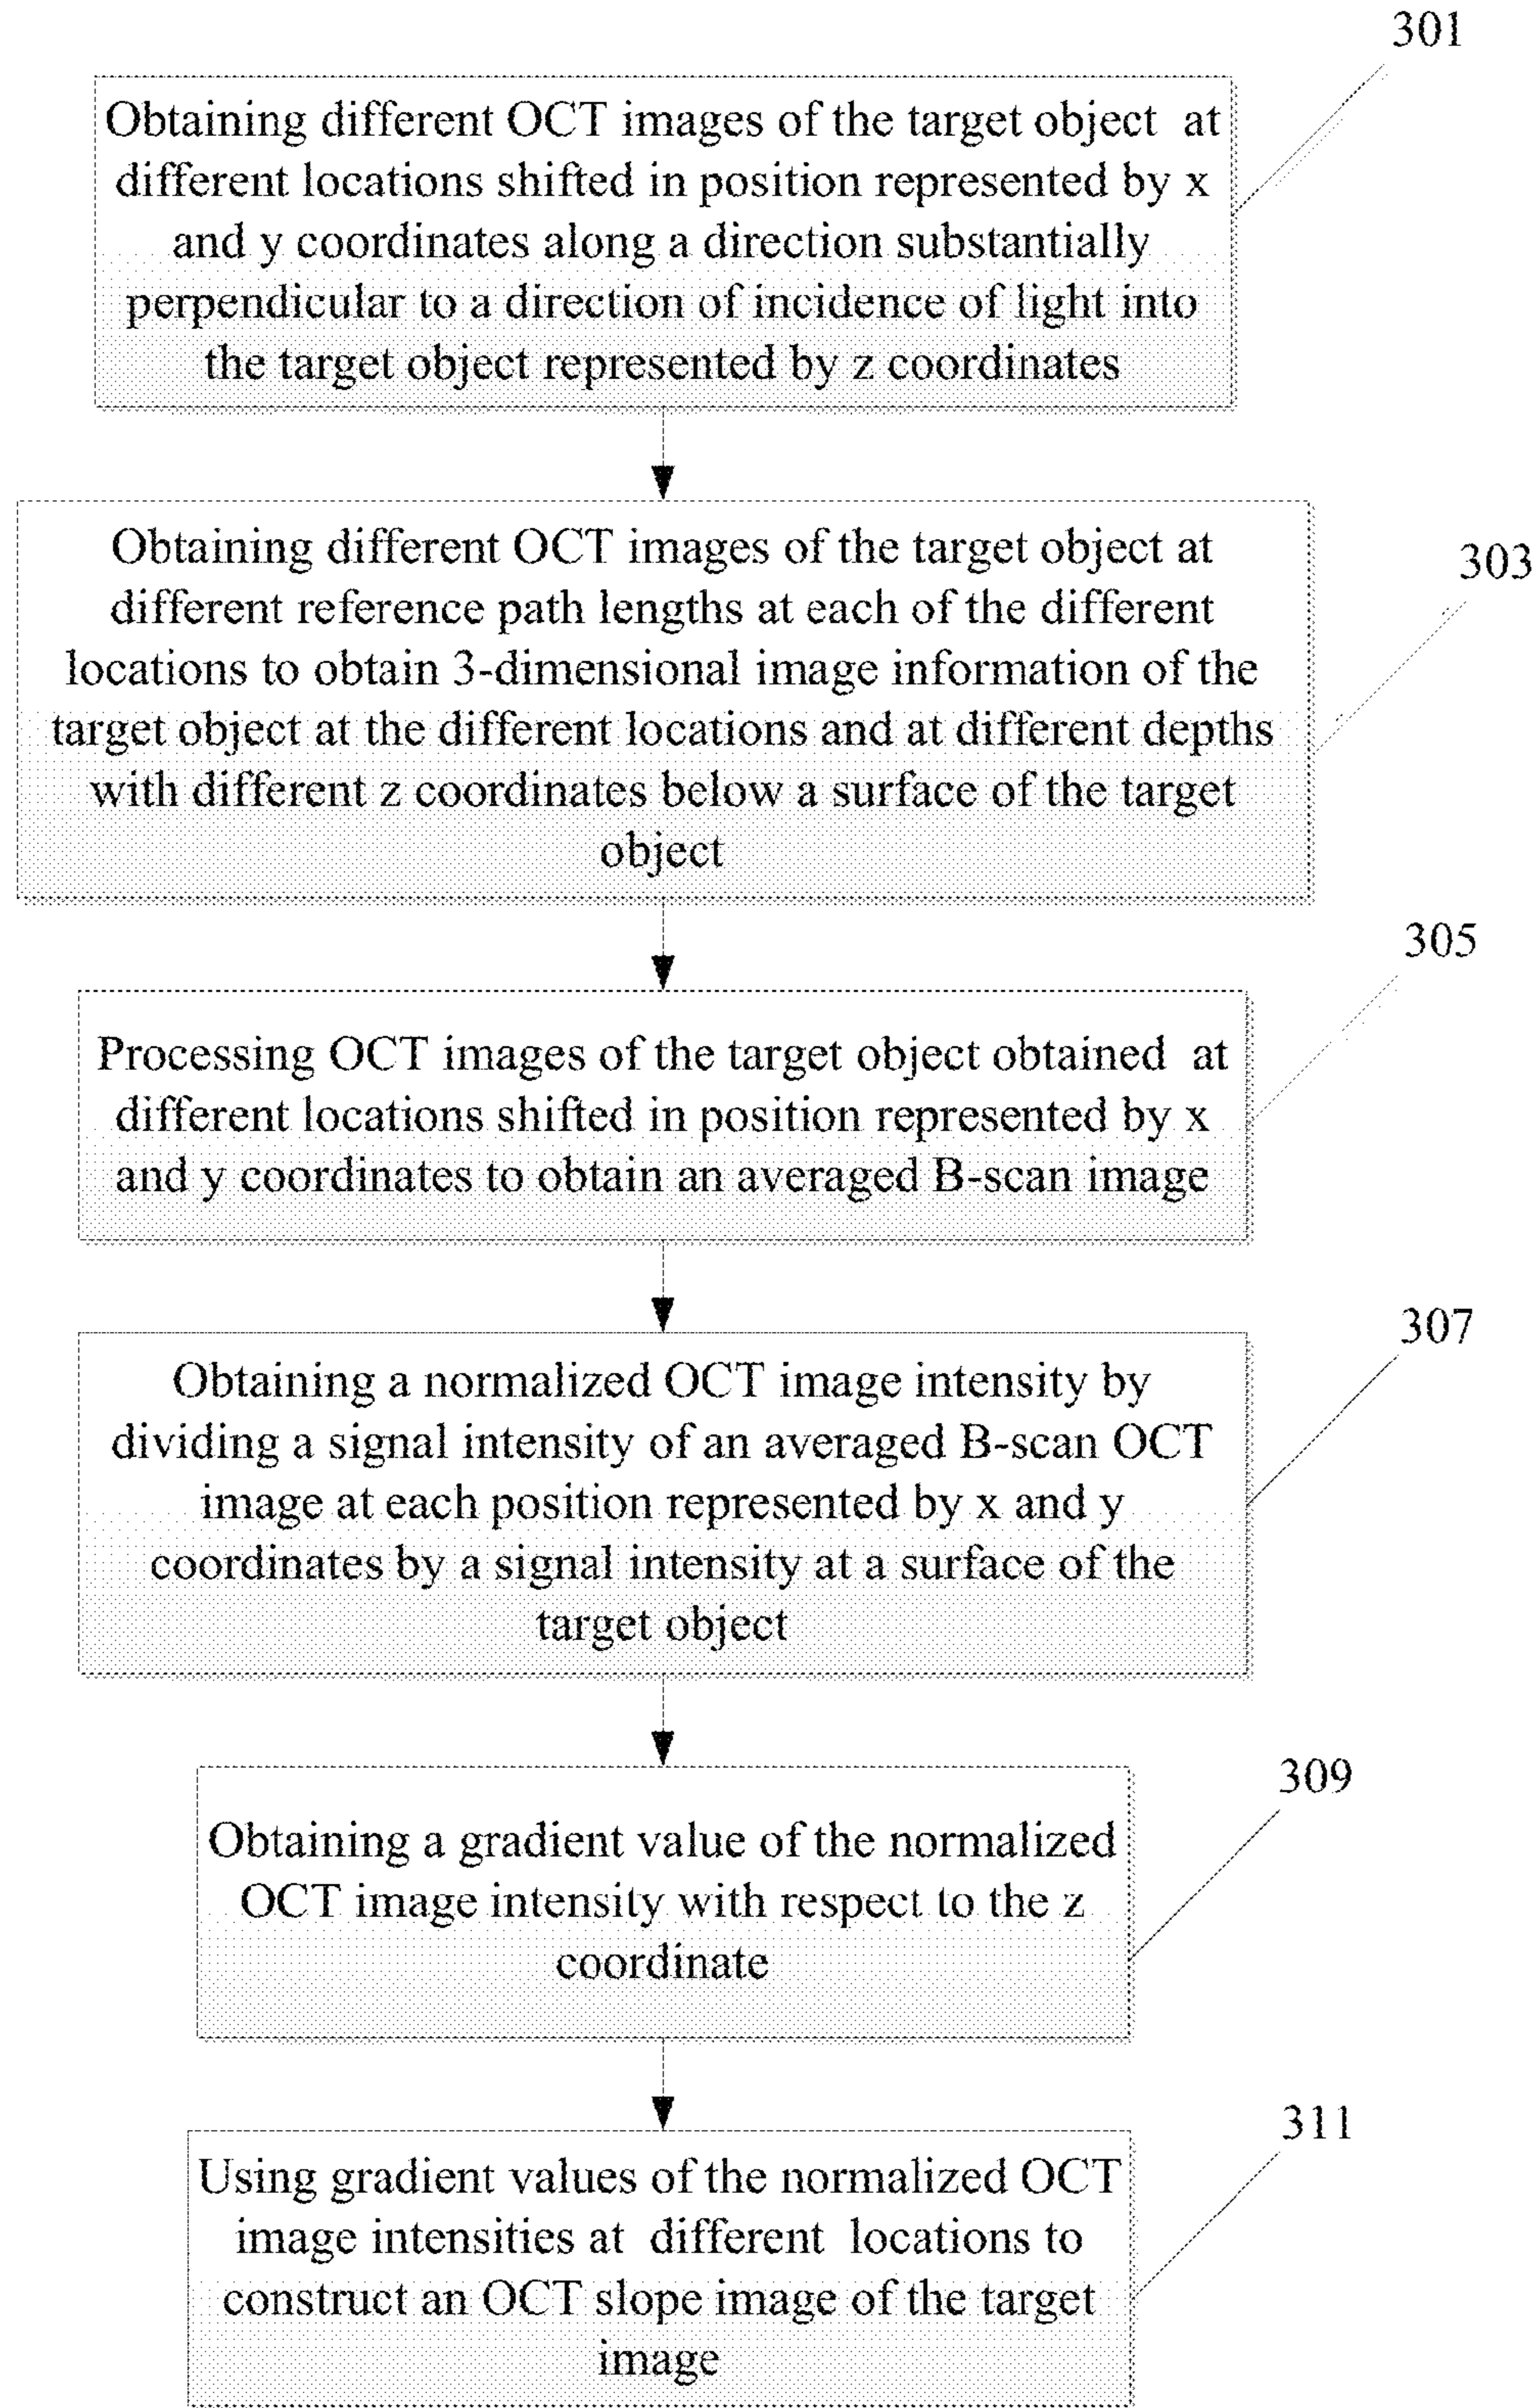 301
Obtaining different OCT images of the target object at
different locations shifted in position represented by x
and y coordinates along a direction substantially
perpendicular to a direction of incidence of light into
the target object represented by z coordinates
303
Obtaining different OCT images of the target object at
different reference path lengths at each of the different
locations to obtain 3-dimensional image information of the
target object at the different locations and at different depths
with different z coordinates below a surface of the target
object
305
Processing OCT images of the target object obtained at
different locations shifted in position represented by x
and y coordinates to obtain an averaged B-scan image
307
Obtaining a normalized OCT image intensity by
dividing a signal intensity of an averaged B-scan OCT
image at each position represented by x and y
coordinates by a signal intensity at a surface of the
target object
309
Obtaining a gradient value of the normalized
OCT image intensity with respect to the z
coordinate
311
Using gradient values of the normalized OCT
image intensities at different locations to
construct an OCT slope image of the target
image